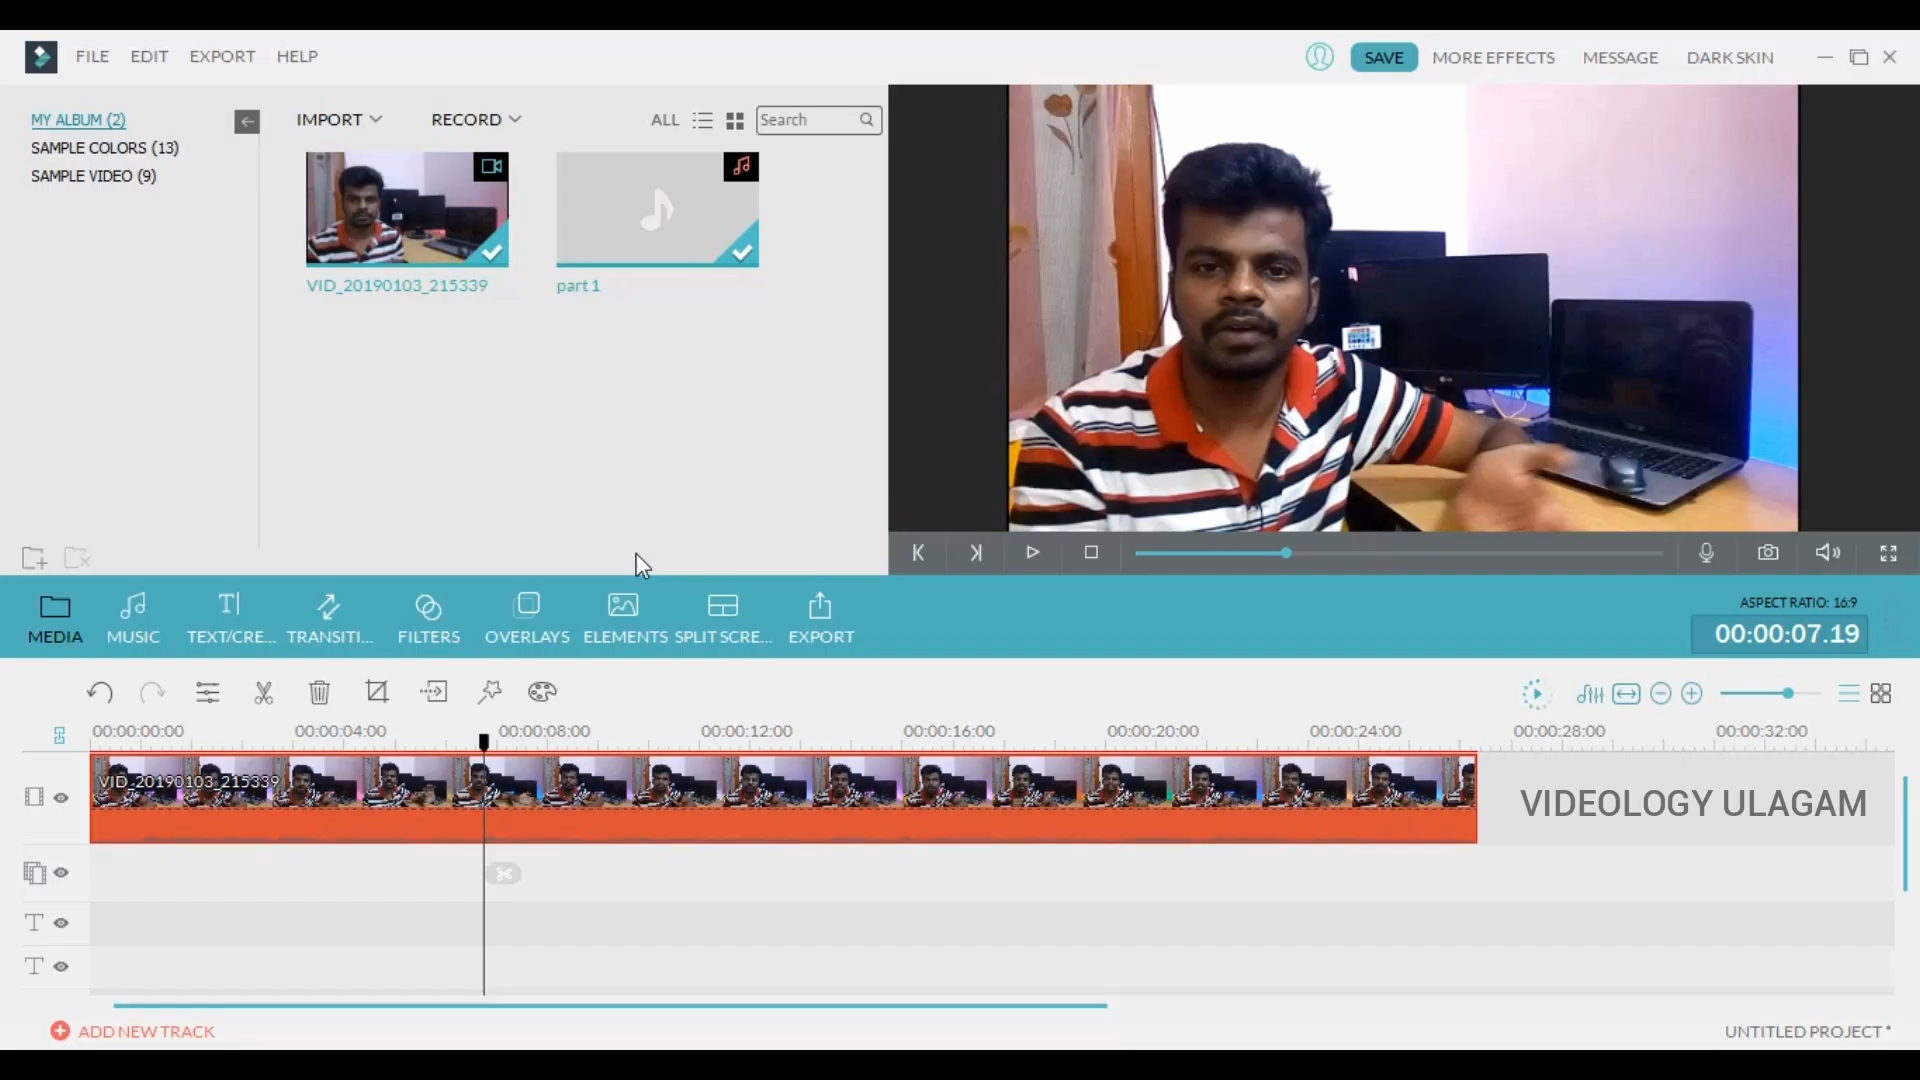 FILE EDIT EXPORT HELP
SAVE MORE EFFECTS MESSAGE DARK SKIN
MY ALBUM (2)
SAMPLE COLORS (13)
SAMPLE VIDEO (9)
IMPORT RECORD ALL Search
VID_20190103_215339 part 1
MEDIA MUSIC TEXT/CRE... TRANSITI... FILTERS OVERLAYS ELEMENTS SPLIT SCRE... EXPORT
ASPECT RATIO: 16:9
00:00:07.19
00:00:00:00 00:00:04:00 00:00:08:00 00:00:12:00 00:00:16:00 00:00:20:00 00:00:24:00 00:00:28:00 00:00:32:00
VID_20190103_215339
VIDEOLOGY ULAGAM
ADD NEW TRACK
UNTITLED PROJECT *